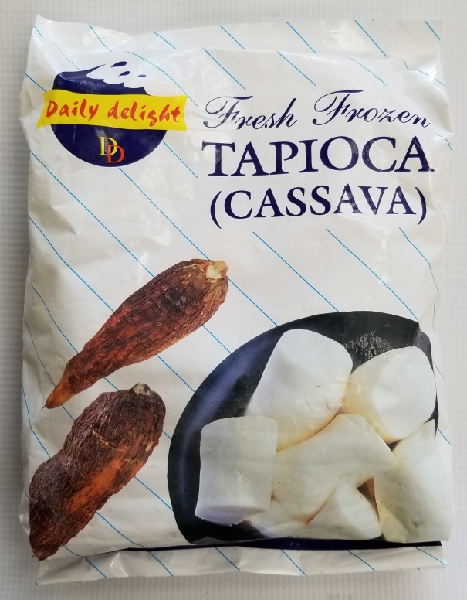 Daily delight
DD
Fresh Frozen
TAPIOCA
(CASSAVA)